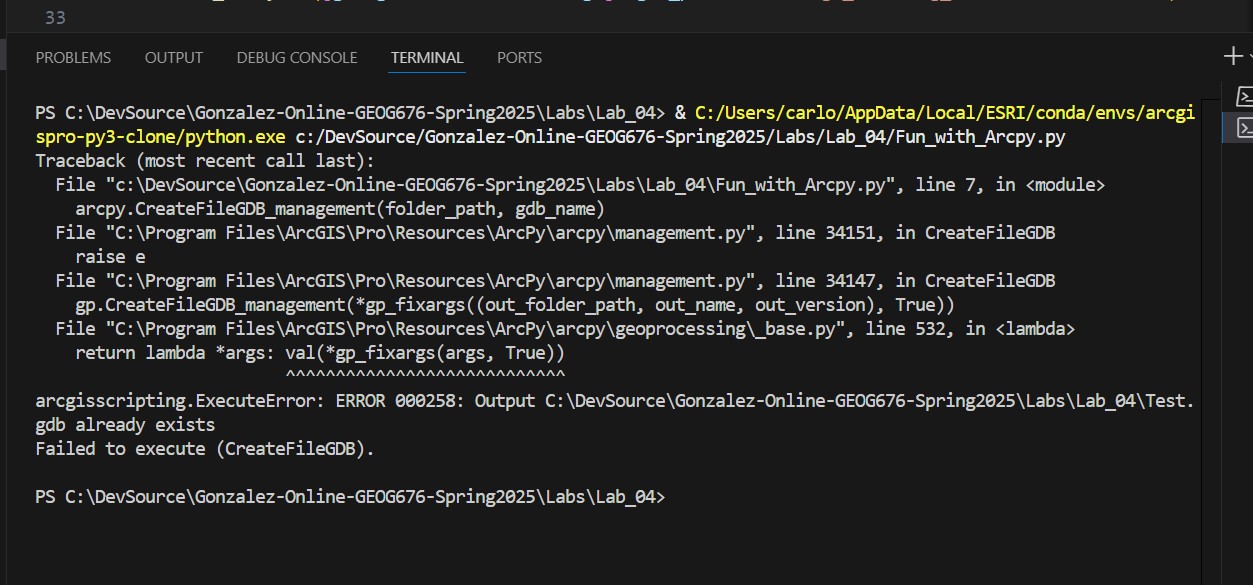 33
PROBLEMS OUTPUT DEBUG CONSOLE TERMINAL PORTS
PS C:\DevSource\Gonzalez-Online-GEOG676-Spring2025\Labs\Lab_04> & C:/Users/carlo/AppData/Local/ESRI/conda/envs/arcgi
spro-py3-clone/python.exe c:/DevSource/Gonzalez-Online-GEOG676-Spring2025/Labs/Lab_04/Fun_with_Arcpy.py
Traceback (most recent call last):
  File "c:\DevSource\Gonzalez-Online-GEOG676-Spring2025\Labs\Lab_04\Fun_with_Arcpy.py", line 7, in <module>
    arcpy.CreateFileGDB_management(folder_path, gdb_name)
  File "C:\Program Files\ArcGIS\Pro\Resources\ArcPy\arcpy\management.py", line 34151, in CreateFileGDB
    raise e
  File "C:\Program Files\ArcGIS\Pro\Resources\ArcPy\arcpy\management.py", line 34147, in CreateFileGDB
    gp.CreateFileGDB_management(*gp_fixargs((out_folder_path, out_name, out_version), True))
  File "C:\Program Files\ArcGIS\Pro\Resources\ArcPy\arcpy\geoprocessing\_base.py", line 532, in <lambda>
    return lambda *args: val(*gp_fixargs(args, True))
                         ^^^^^^^^^^^^^^^^^^^^^^^^^^^^
arcgisscripting.ExecuteError: ERROR 000258: Output C:\DevSource\Gonzalez-Online-GEOG676-Spring2025\Labs\Lab_04\Test.
gdb already exists
Failed to execute (CreateFileGDB).
PS C:\DevSource\Gonzalez-Online-GEOG676-Spring2025\Labs\Lab_04>